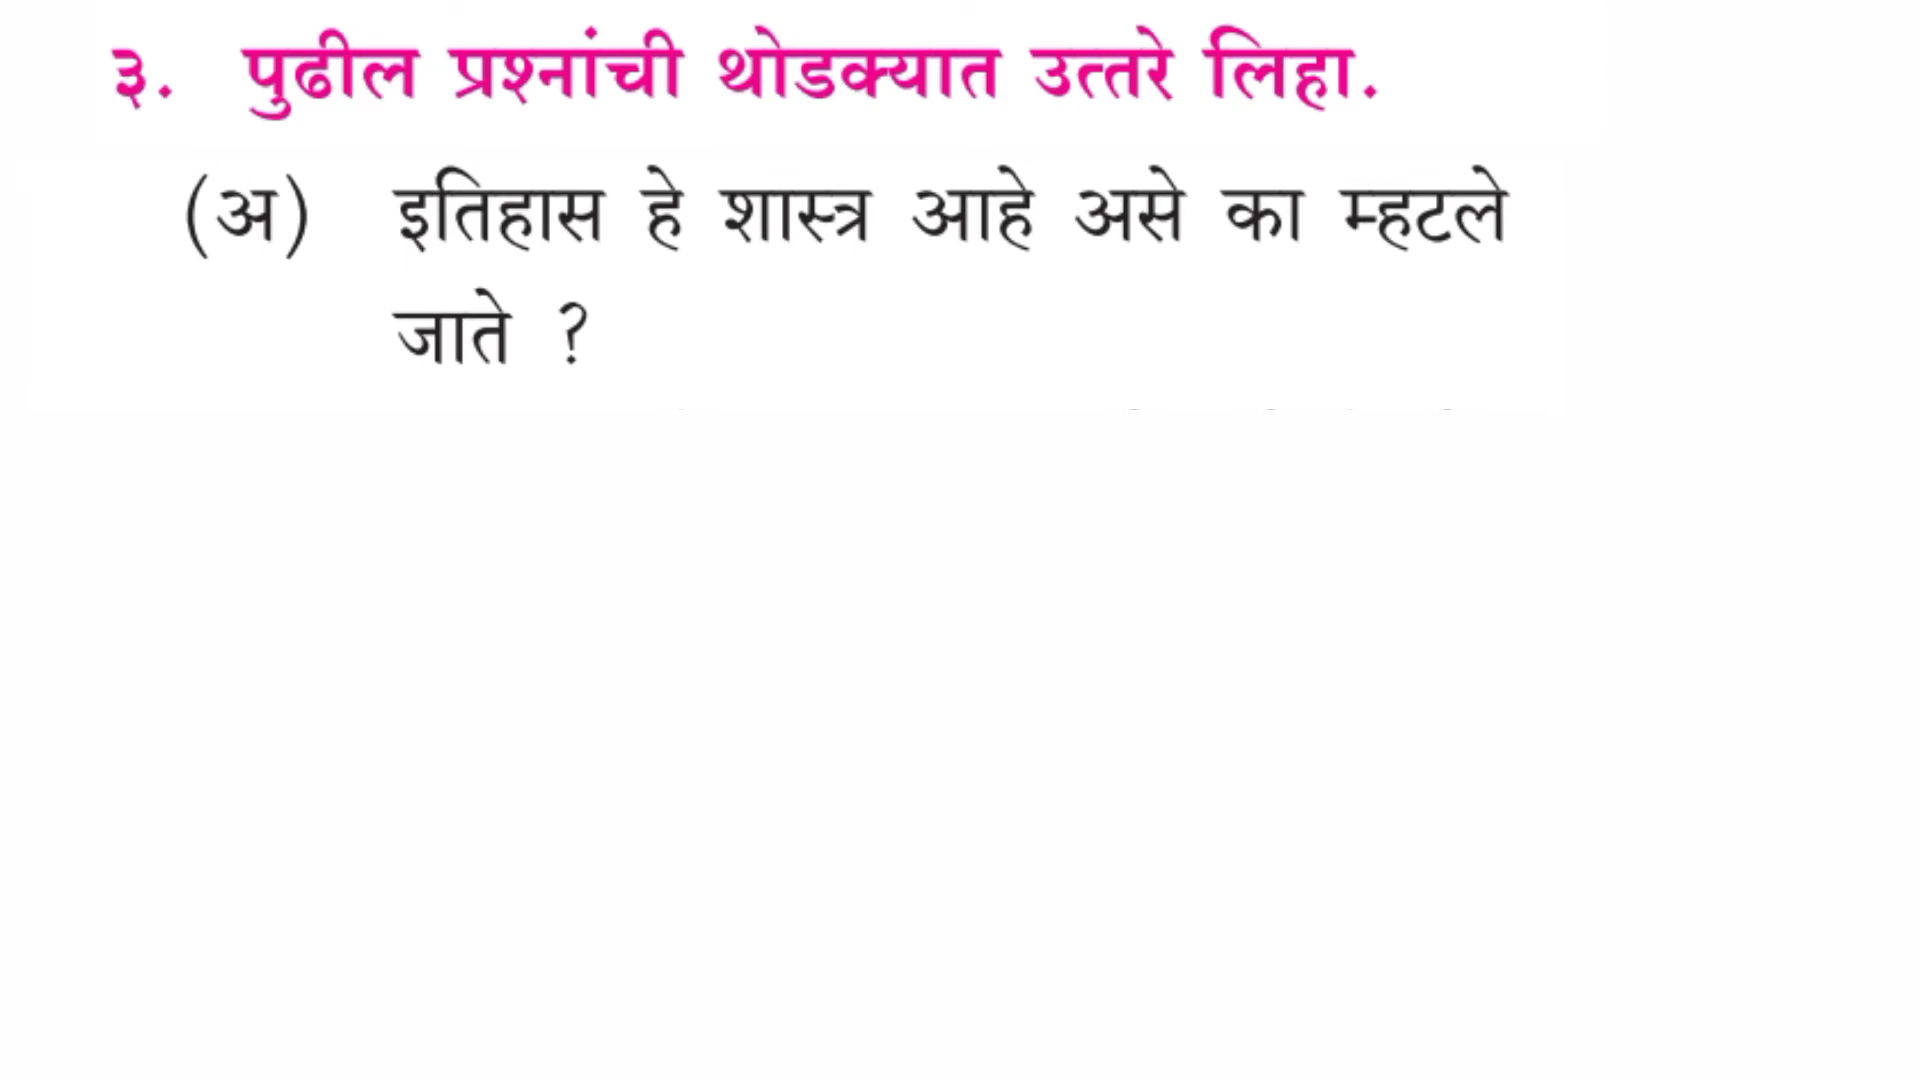 ३. पुढील प्रश्नांची थोडक्यात उत्तरे लिहा.
(अ) इतिहास हे शास्त्र आहे असे का म्हटले
जाते ?